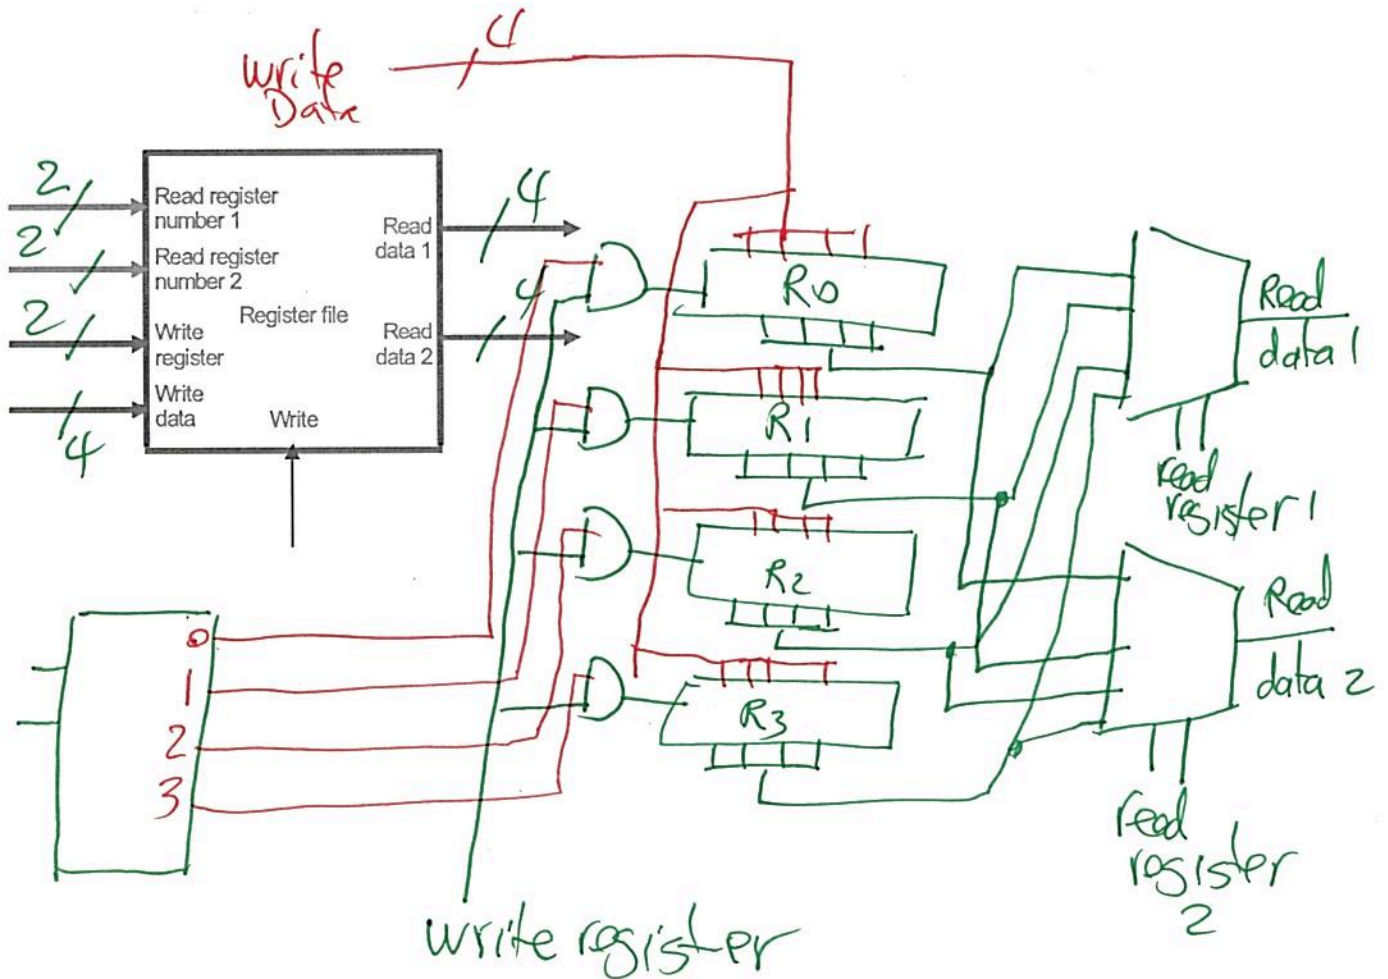 write
Data
4
2
2
2
4
Read register
number 1
Read register
number 2
Write
register
Write
data
Register file
Write
Read
data 1
Read
data 2
4
4
R0
R1
R2
R3
0
1
2
3
write register
Read
data 1
read
register 1
Read
data 2
read
register
2